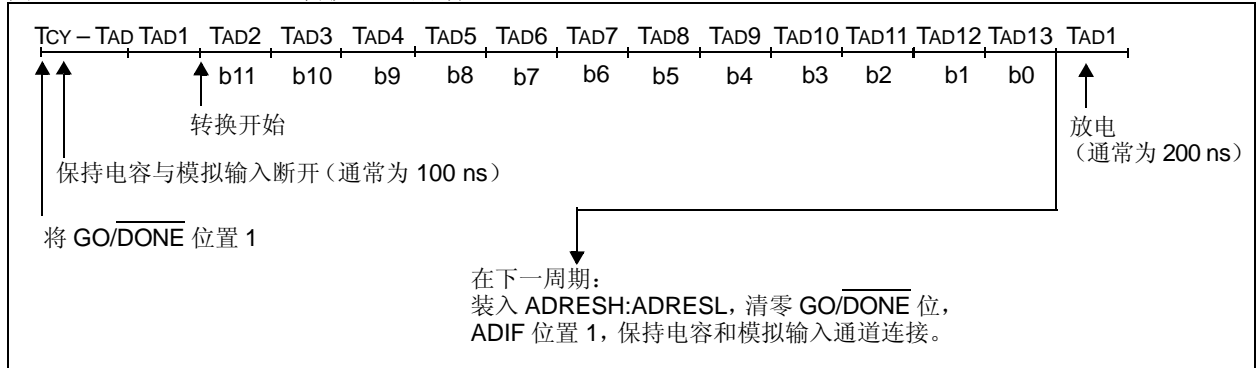 TCY – TAD TAD1 TAD2 TAD3 TAD4 TAD5 TAD6 TAD7 TAD8 TAD9 TAD10 TAD11 TAD12 TAD13 TAD1
b11 b10 b9 b8 b7 b6 b5 b4 b3 b2 b1 b0
转换开始
放电
(通常为 200 ns)
保持电容与模拟输入断开(通常为 100 ns)
将 GO/DONE 位置 1
在下一周期:
装入 ADRESH:ADRESL,清零 GO/DONE 位,
ADIF 位置 1,保持电容和模拟输入通道连接。